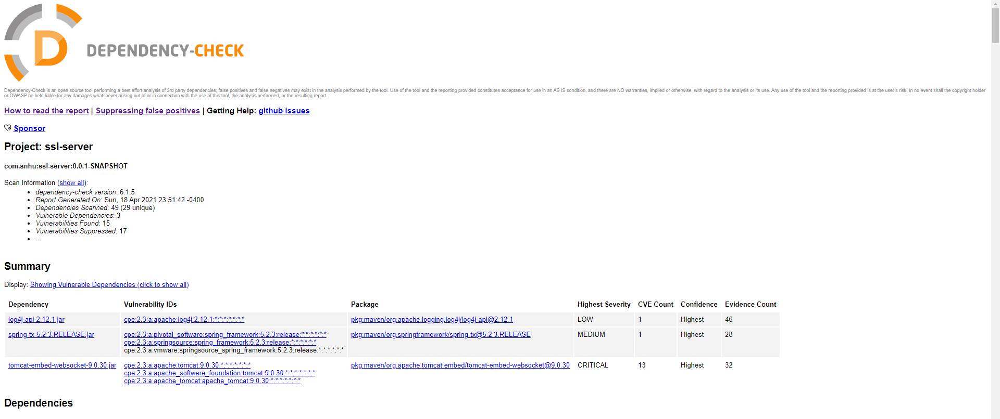 D
DEPENDENCY-CHECK
Dependency-Check is an open source tool performing a best effort analysis of 3rd party dependencies; false positives and false negatives may exist in the analysis performed by the tool. Use of the tool and the reporting provided constitutes acceptance for use in an AS IS condition, and there are NO warranties, implied or otherwise, with regard to the analysis or its use. Any use of the tool and the reporting provided is at the user's risk. In no event shall the copyright holder
or OWASP be held liable for any damages whatsoever arising out of or in connection with the use of this tool, the analysis performed, or the resulting report.
How to read the report | Suppressing false positives | Getting Help: github issues
Sponsor
Project: ssl-server
com.snhu:ssl-server:0.0.1-SNAPSHOT
Scan Information (show all):
• dependency-check version: 6.1.5
• Report Generated On: Sun, 18 Apr 2021 23:51:42 -0400
• Dependencies Scanned: 49 (29 unique)
• Vulnerable Dependencies: 3
• Vulnerabilities Found: 15
• Vulnerabilities Suppressed: 17
• ...
Summary
Display: Showing Vulnerable Dependencies (click to show all)
Dependency Vulnerability IDs Package Highest Severity CVE Count Confidence Evidence Count
log4j-api-2.12.1.jar cpe:2.3:a:apache:log4j:2.12.1:*:*:*:*:*:*:* pkg:maven/org.apache.logging.log4j/log4j-api@2.12.1 LOW 1 Highest 46
spring-tx-5.2.3.RELEASE.jar cpe:2.3:a:pivotal_software:spring_framework:5.2.3:release:*:*:*:*:*:* pkg:maven/org.springframework/spring-tx@5.2.3.RELEASE MEDIUM 1 Highest 28
cpe:2.3:a:springsource:spring_framework:5.2.3:release:*:*:*:*:*:*
cpe:2.3:a:vmware:springsource_spring_framework:5.2.3:release:*:*:*:*:*:*
tomcat-embed-websocket-9.0.30.jar cpe:2.3:a:apache:tomcat:9.0.30:*:*:*:*:*:*:* pkg:maven/org.apache.tomcat.embed/tomcat-embed-websocket@9.0.30 CRITICAL 13 Highest 32
cpe:2.3:a:apache_software_foundation:tomcat:9.0.30:*:*:*:*:*:*:*
cpe:2.3:a:apache_tomcat:apache_tomcat:9.0.30:*:*:*:*:*:*:*
Dependencies